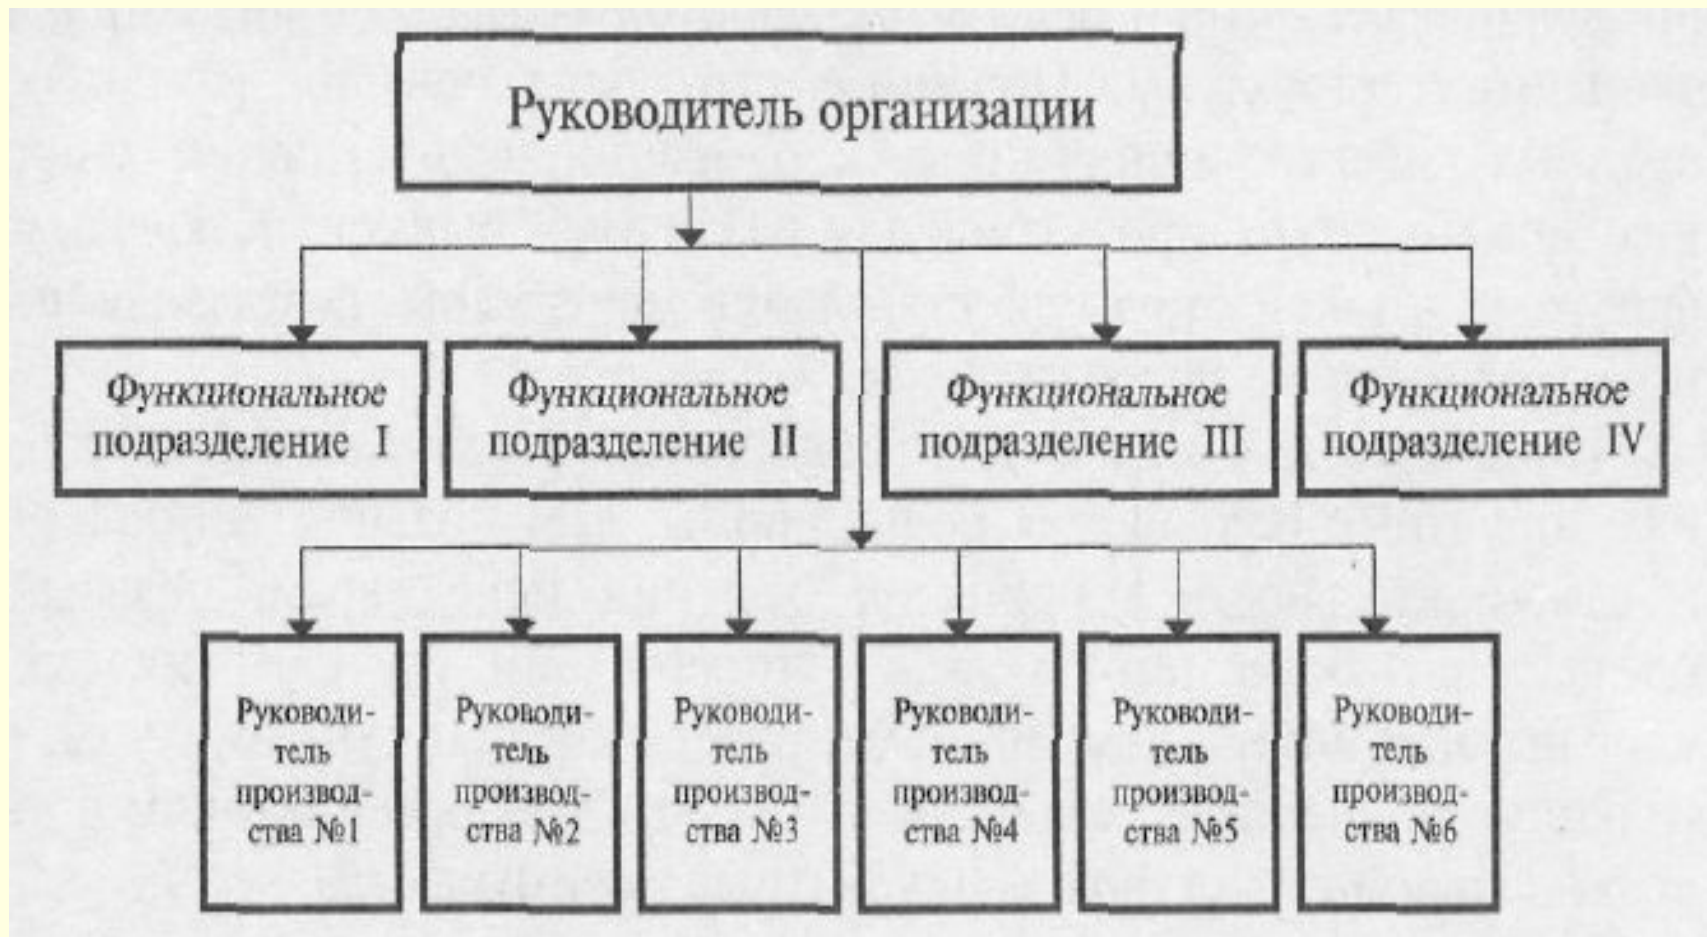 Руководитель организации
Функциональное
подразделение I
Функциональное
подразделение II
Функциональное
подразделение III
Функциональное
подразделение IV
Руководи-
тель
производ-
ства №1
Руководи-
тель
производ-
ства №2
Руководи-
тель
производ-
ства №3
Руководи-
тель
производ-
ства №4
Руководи-
тель
производ-
ства №5
Руководи-
тель
производ-
ства №6